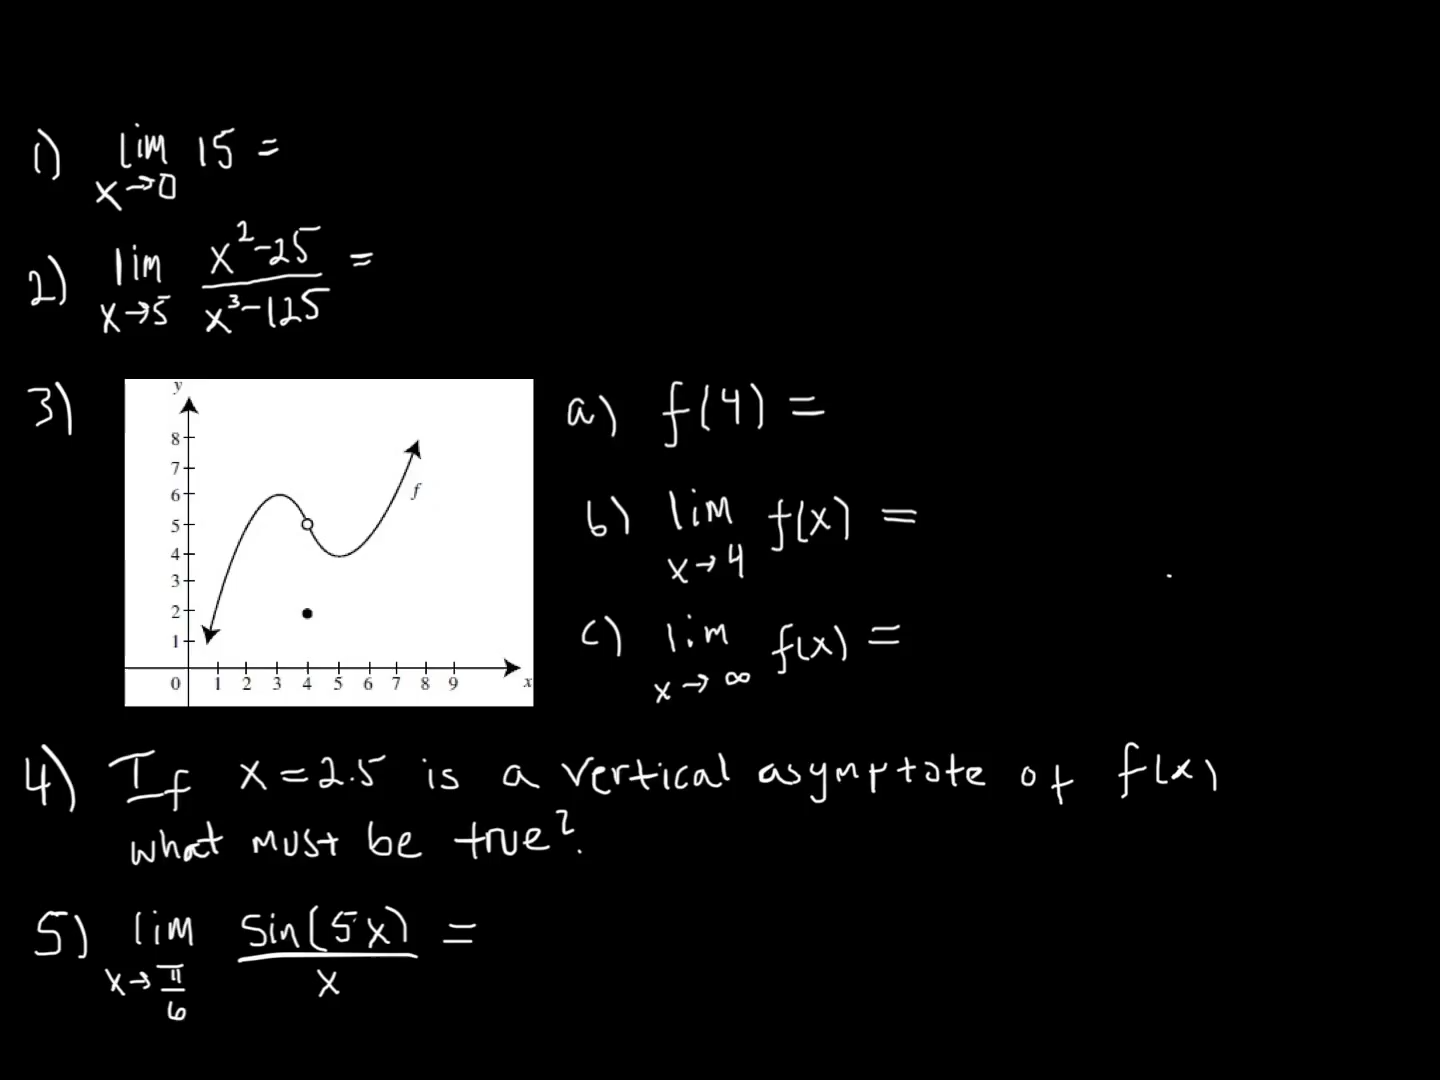 1) lim x→0 15 =
2) lim x→5 x²-25 / x³-125 =
3)
y
8
7
6
5
4
3
2
1
f
0 1 2 3 4 5 6 7 8 9 x
a) f(4) =
b) lim x→4 f(x) =
c) lim x→∞ f(x) =
4) If x = 2.5 is a vertical asymptote of f(x)
what must be true?
5) lim x→π/6 sin(5x) / x =